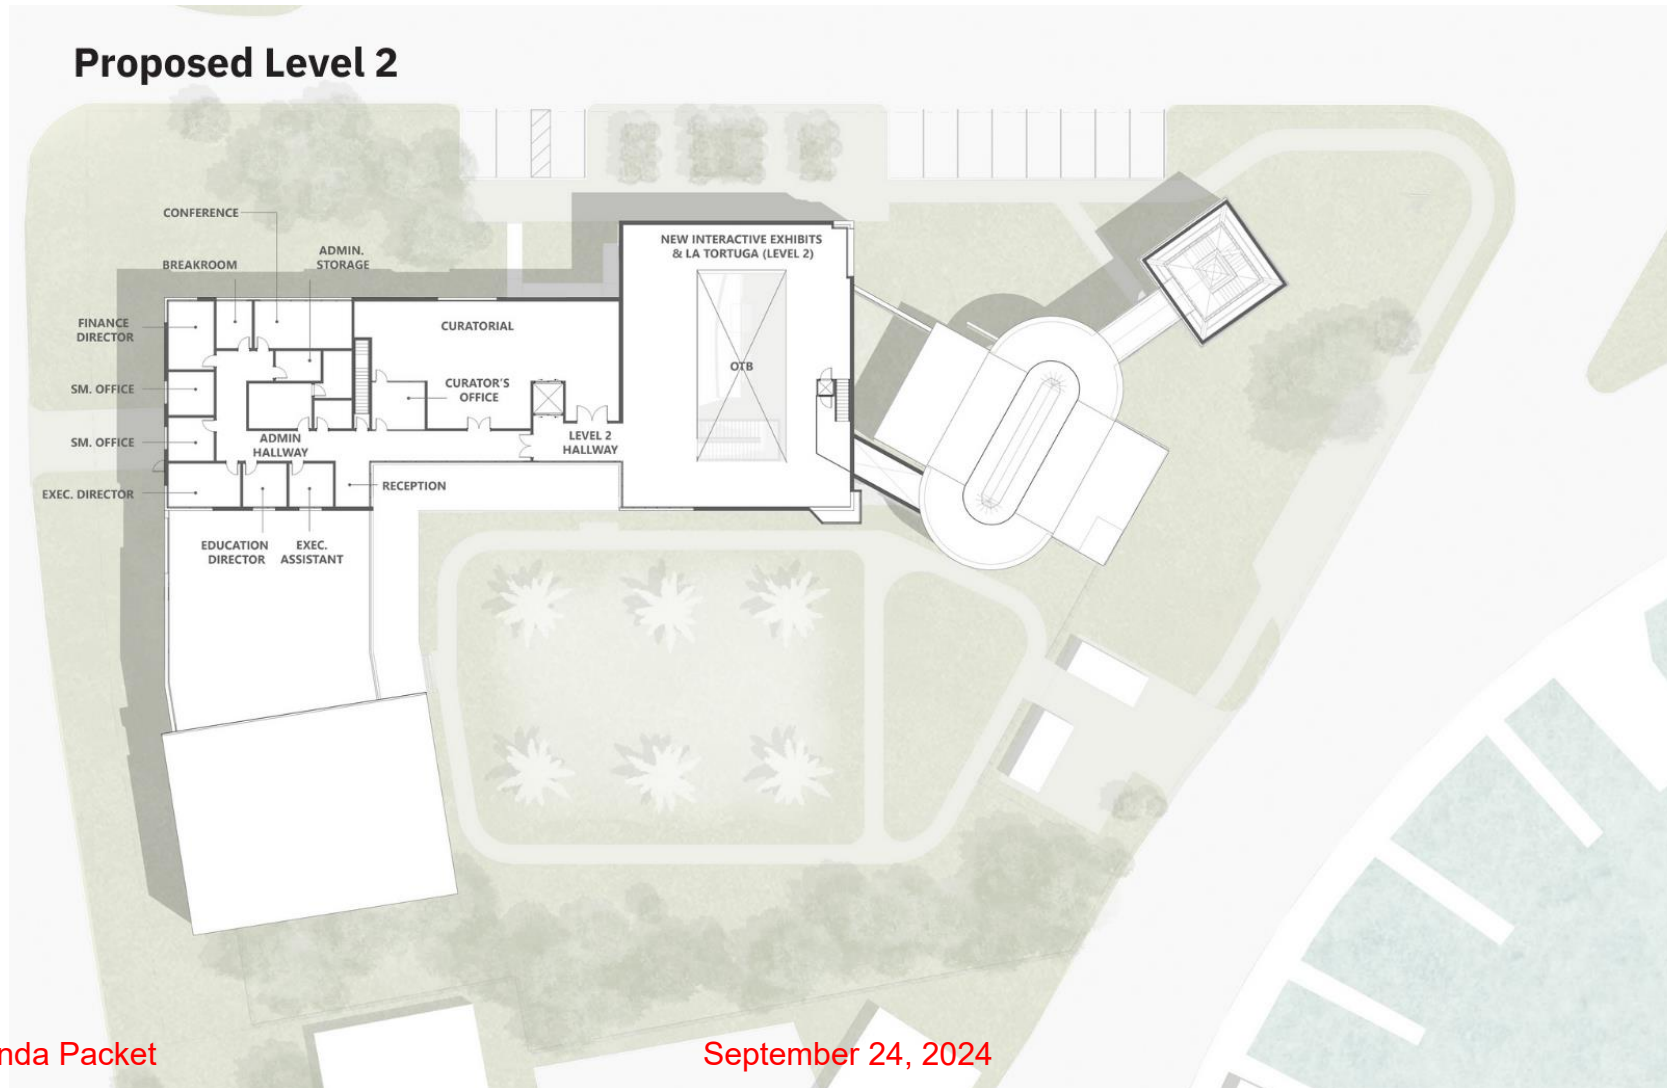 Proposed Level 2
CONFERENCE
BREAKROOM
ADMIN.
STORAGE
FINANCE
DIRECTOR
SM. OFFICE
SM. OFFICE
EXEC. DIRECTOR
ADMIN
HALLWAY
EDUCATION
DIRECTOR
EXEC.
ASSISTANT
RECEPTION
CURATORIAL
CURATOR'S
OFFICE
LEVEL 2
HALLWAY
NEW INTERACTIVE EXHIBITS
& LA TORTUGA (LEVEL 2)
OTB
nda Packet
September 24, 2024